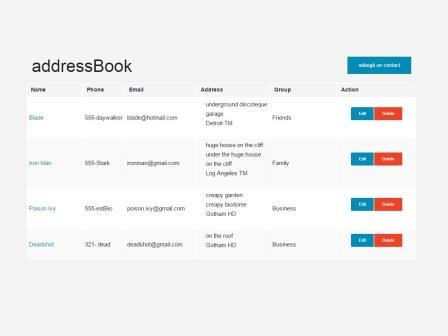 addressBook
adaugă un contact
Name Phone Email Address Group Action
Blade 555-daywalker blade@hotmail.com underground discoteque Friends Edit Delete
garage
Detroit TM
Iron Man 555-Stark ironman@gmail.com huge house on the cliff Family Edit Delete
under the huge house
on the cliff
Log Angeles TM
Poison Ivy 555-eatBio poison.ivy@gmail.com creapy garden Business Edit Delete
creapy biodome
Gotham HD
Deadshot 321- dead deadshot@gmail.com on the roof Business Edit Delete
Gotham HD